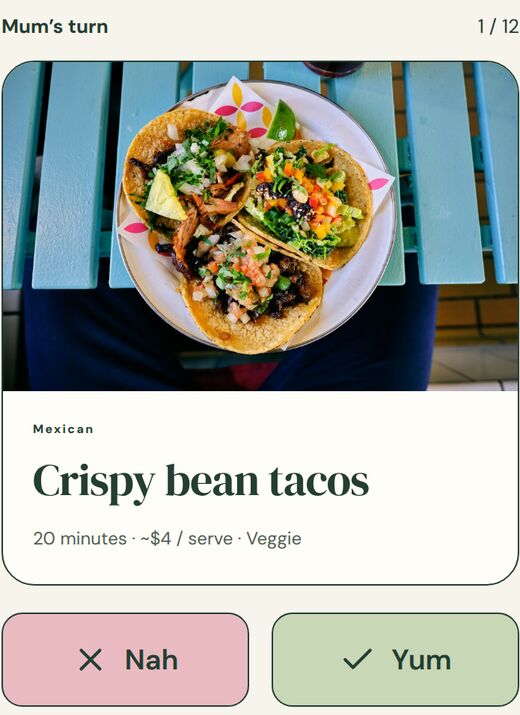 Mum’s turn
1 / 12
Mexican
Crispy bean tacos
20 minutes · ~$4 / serve · Veggie
Nah
Yum